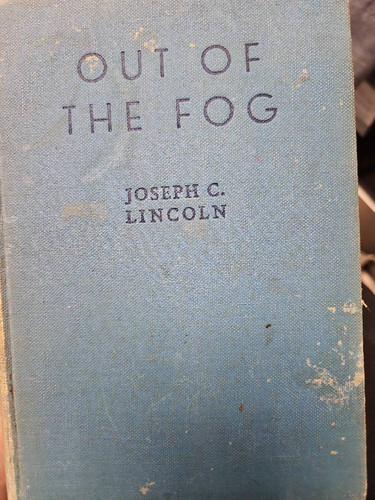 OUT OF
THE FOG
JOSEPH C.
LINCOLN